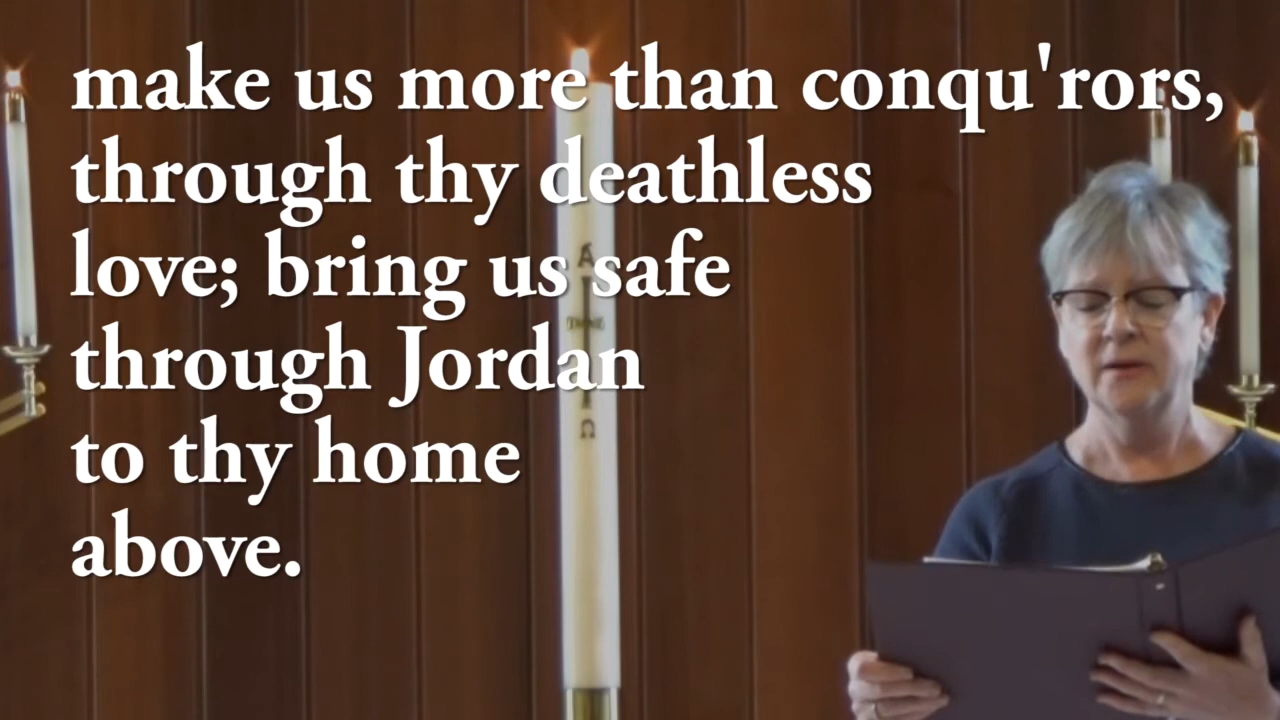 make us more than conqu'rors,
through thy deathless
love; bring us safe
through Jordan
to thy home
above.
Α
Ω